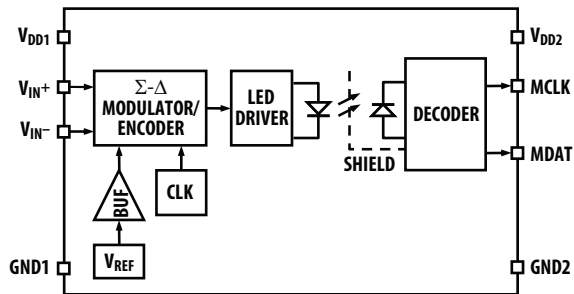 VDD1
VDD2
VIN+
Σ-Δ
MODULATOR/
ENCODER
LED
DRIVER
DECODER
MCLK
VIN–
SHIELD
MDAT
BUF
CLK
GND1
VREF
GND2